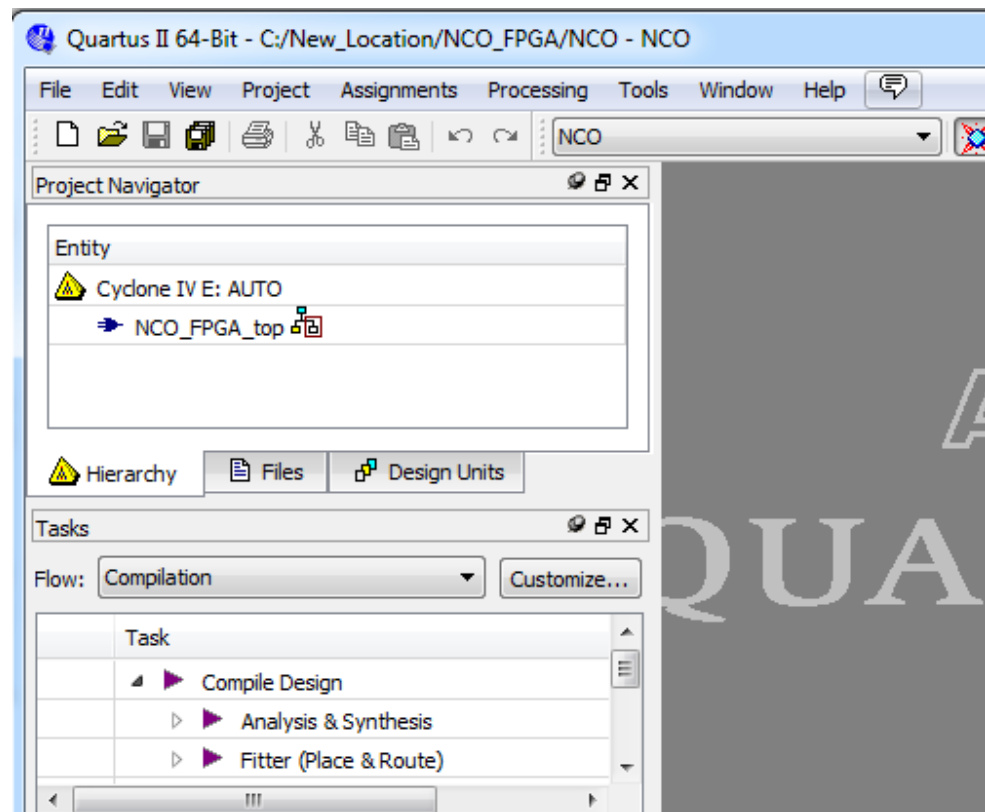 Quartus II 64-Bit - C:/New_Location/NCO_FPGA/NCO - NCO
File Edit View Project Assignments Processing Tools Window Help
NCO
Project Navigator
Entity
Cyclone IV E: AUTO
NCO_FPGA_top
Hierarchy Files Design Units
Tasks
Flow: Compilation Customize...
Task
Compile Design
Analysis & Synthesis
Fitter (Place & Route)
A
QUA